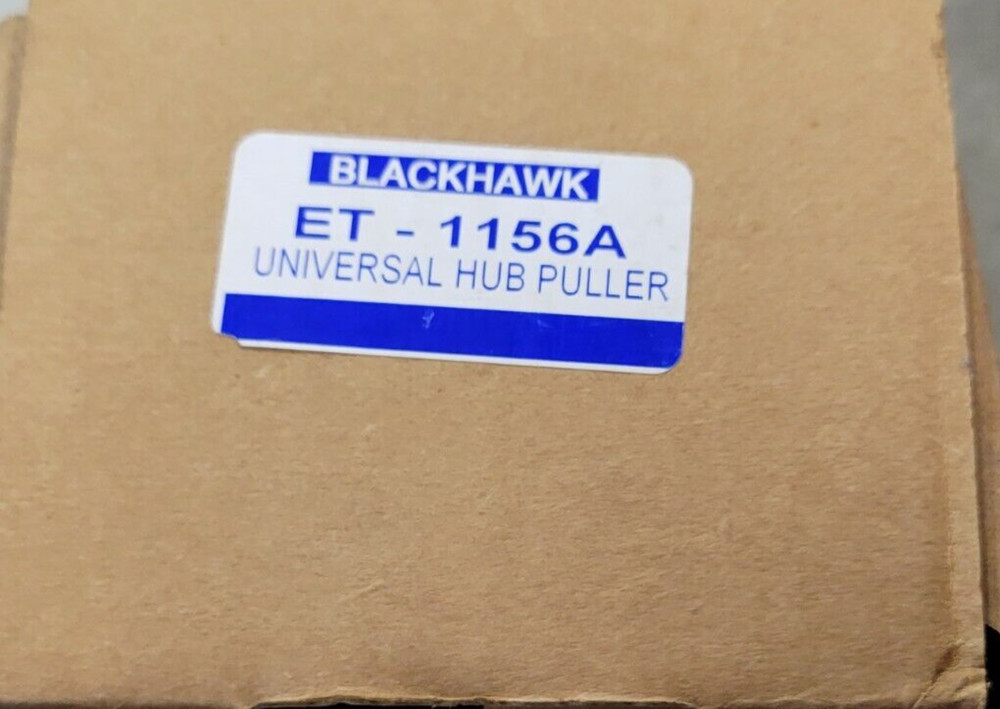 BLACKHAWK
ET - 1156A
UNIVERSAL HUB PULLER